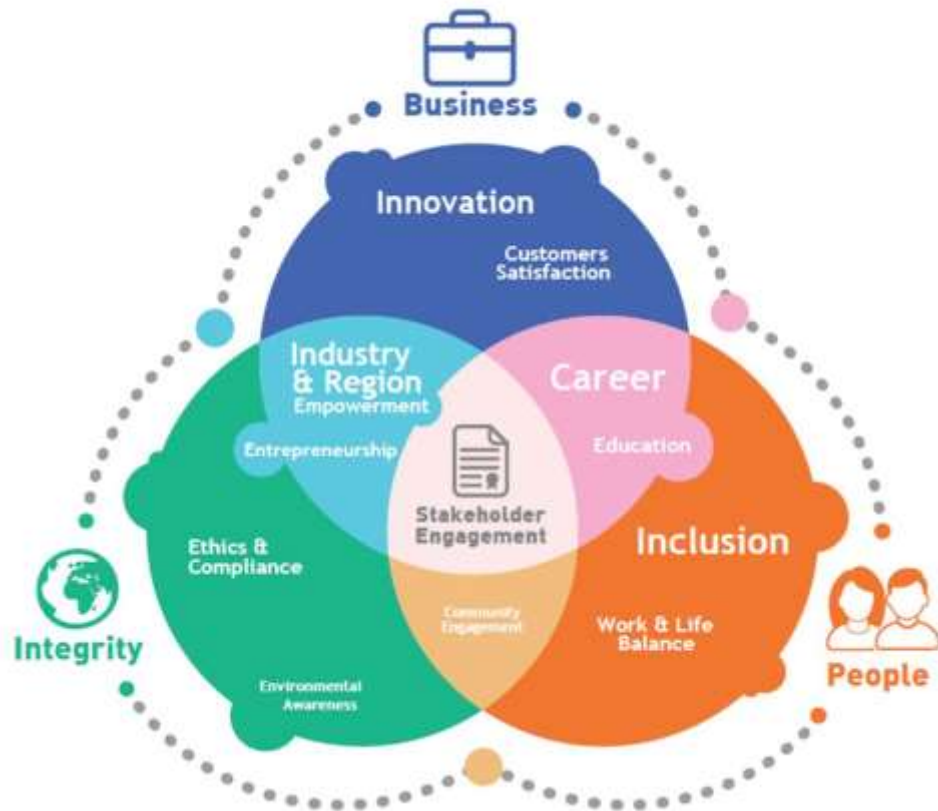 Business
Innovation
Customers
Satisfaction
Industry
& Region
Empowerment
Career
Entrepreneurship
Education
Stakeholder
Engagement
Ethics &
Compliance
Inclusion
Community
Engagement
Work & Life
Balance
Integrity
People
Environmental
Awareness